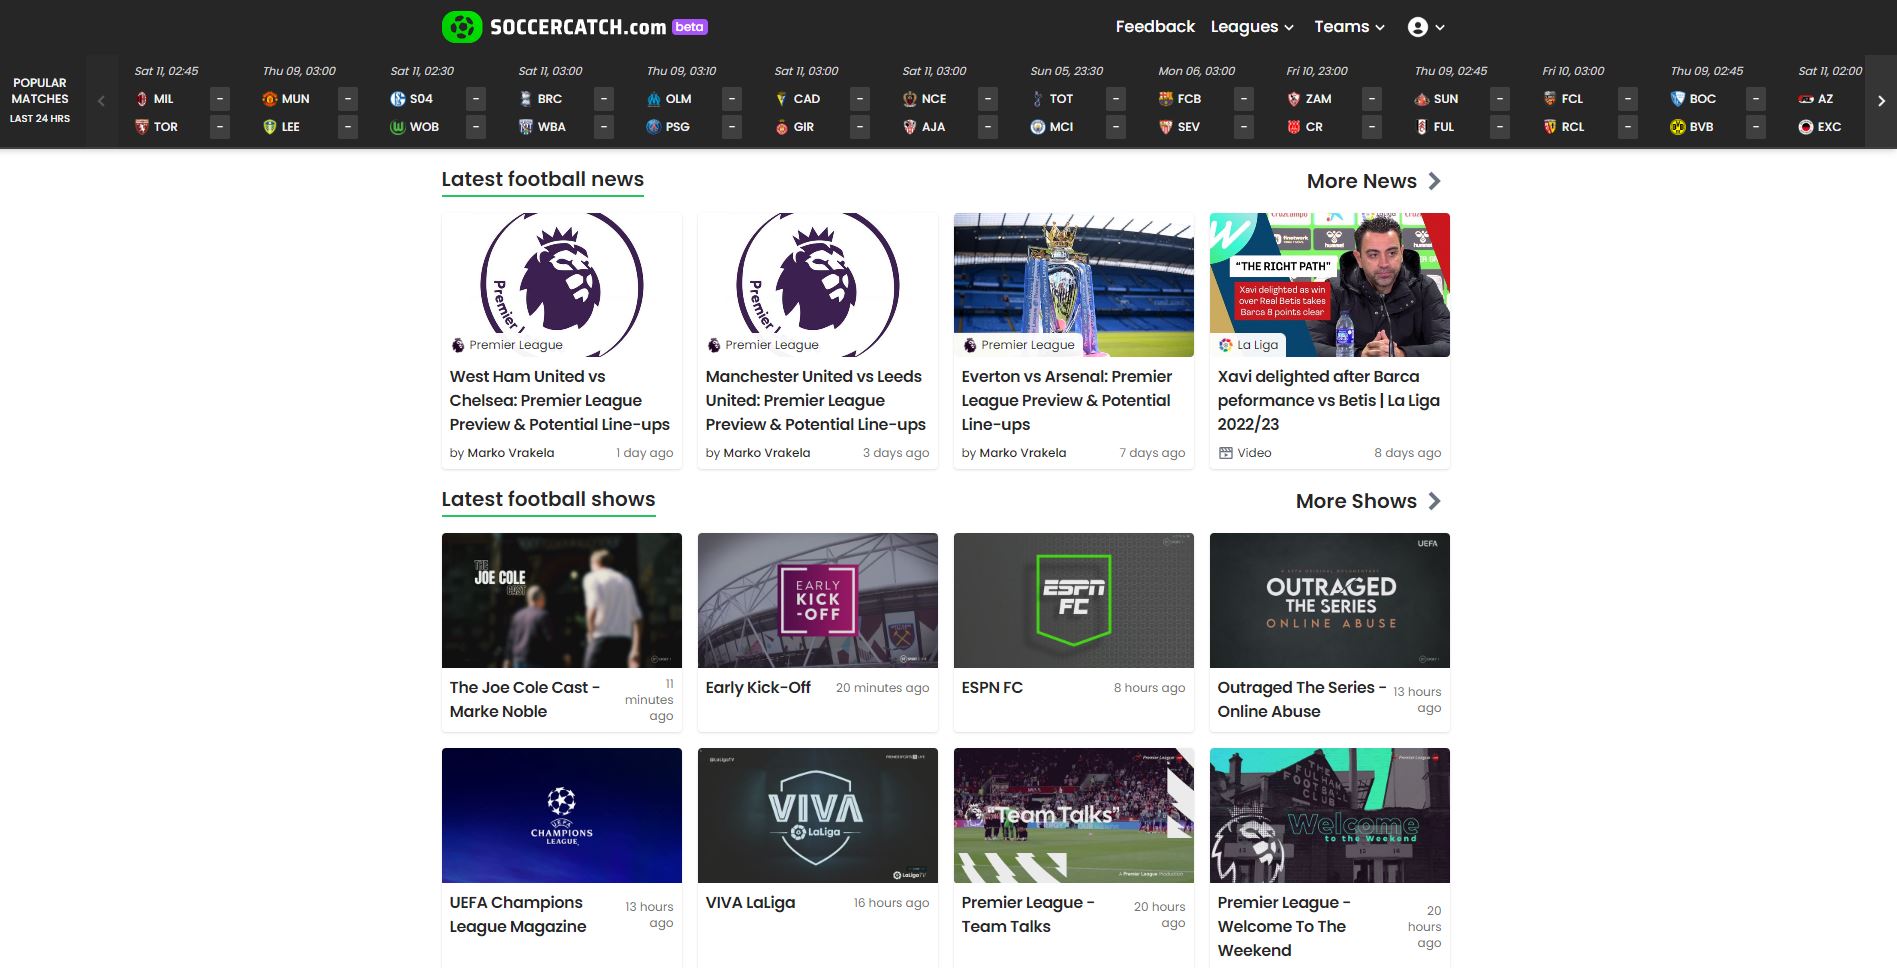 SOCCERCATCH.com beta
Feedback Leagues Teams
POPULAR MATCHES LAST 24 HRS
Sat 11, 02:45
MIL -
TOR -
Thu 09, 03:00
MUN -
LEE -
Sat 11, 02:30
S04 -
WOB -
Sat 11, 03:00
BRC -
WBA -
Thu 09, 03:10
OLM -
PSG -
Sat 11, 03:00
CAD -
GIR -
Sat 11, 03:00
NCE -
AJA -
Sun 05, 23:30
TOT -
MCI -
Mon 06, 03:00
FCB -
SEV -
Fri 10, 23:00
ZAM -
CR -
Thu 09, 02:45
SUN -
FUL -
Fri 10, 03:00
FCL -
RCL -
Thu 09, 02:45
BOC -
BVB -
Sat 11, 02:00
AZ
EXC
Latest football news
More News
Premier League
West Ham United vs
Chelsea: Premier League
Preview & Potential Line-ups
by Marko Vrakela 1 day ago
Premier League
Manchester United vs Leeds
United: Premier League
Preview & Potential Line-ups
by Marko Vrakela 3 days ago
Premier League
Everton vs Arsenal: Premier
League Preview & Potential
Line-ups
by Marko Vrakela 7 days ago
"THE RIGHT PATH"
Xavi delighted as win
over Real Betis takes
Barca 8 points clear
La Liga
Xavi delighted after Barca
peformance vs Betis | La Liga
2022/23
Video 8 days ago
Latest football shows
More Shows
THE
JOE COLE
CAST
The Joe Cole Cast -
Marke Noble
11 minutes ago
EARLY
KICK
-OFF
Early Kick-Off 20 minutes ago
ESPN
FC
ESPN FC 8 hours ago
UEFA
OUTRAGED
THE SERIES
ONLINE ABUSE
Outraged The Series -
Online Abuse
13 hours ago
UEFA
CHAMPIONS
LEAGUE
UEFA Champions
League Magazine
13 hours ago
VIVA
LaLiga
LaLigaTV
VIVA LaLiga 16 hours ago
Premier League
"Team Talks"
A Premier League Production
Premier League -
Team Talks
20 hours ago
Premier League
THE
FULHAM
FOOTBALL
CLUB
Welcome
to the Weekend
Premier League -
Welcome To The
Weekend
20 hours ago